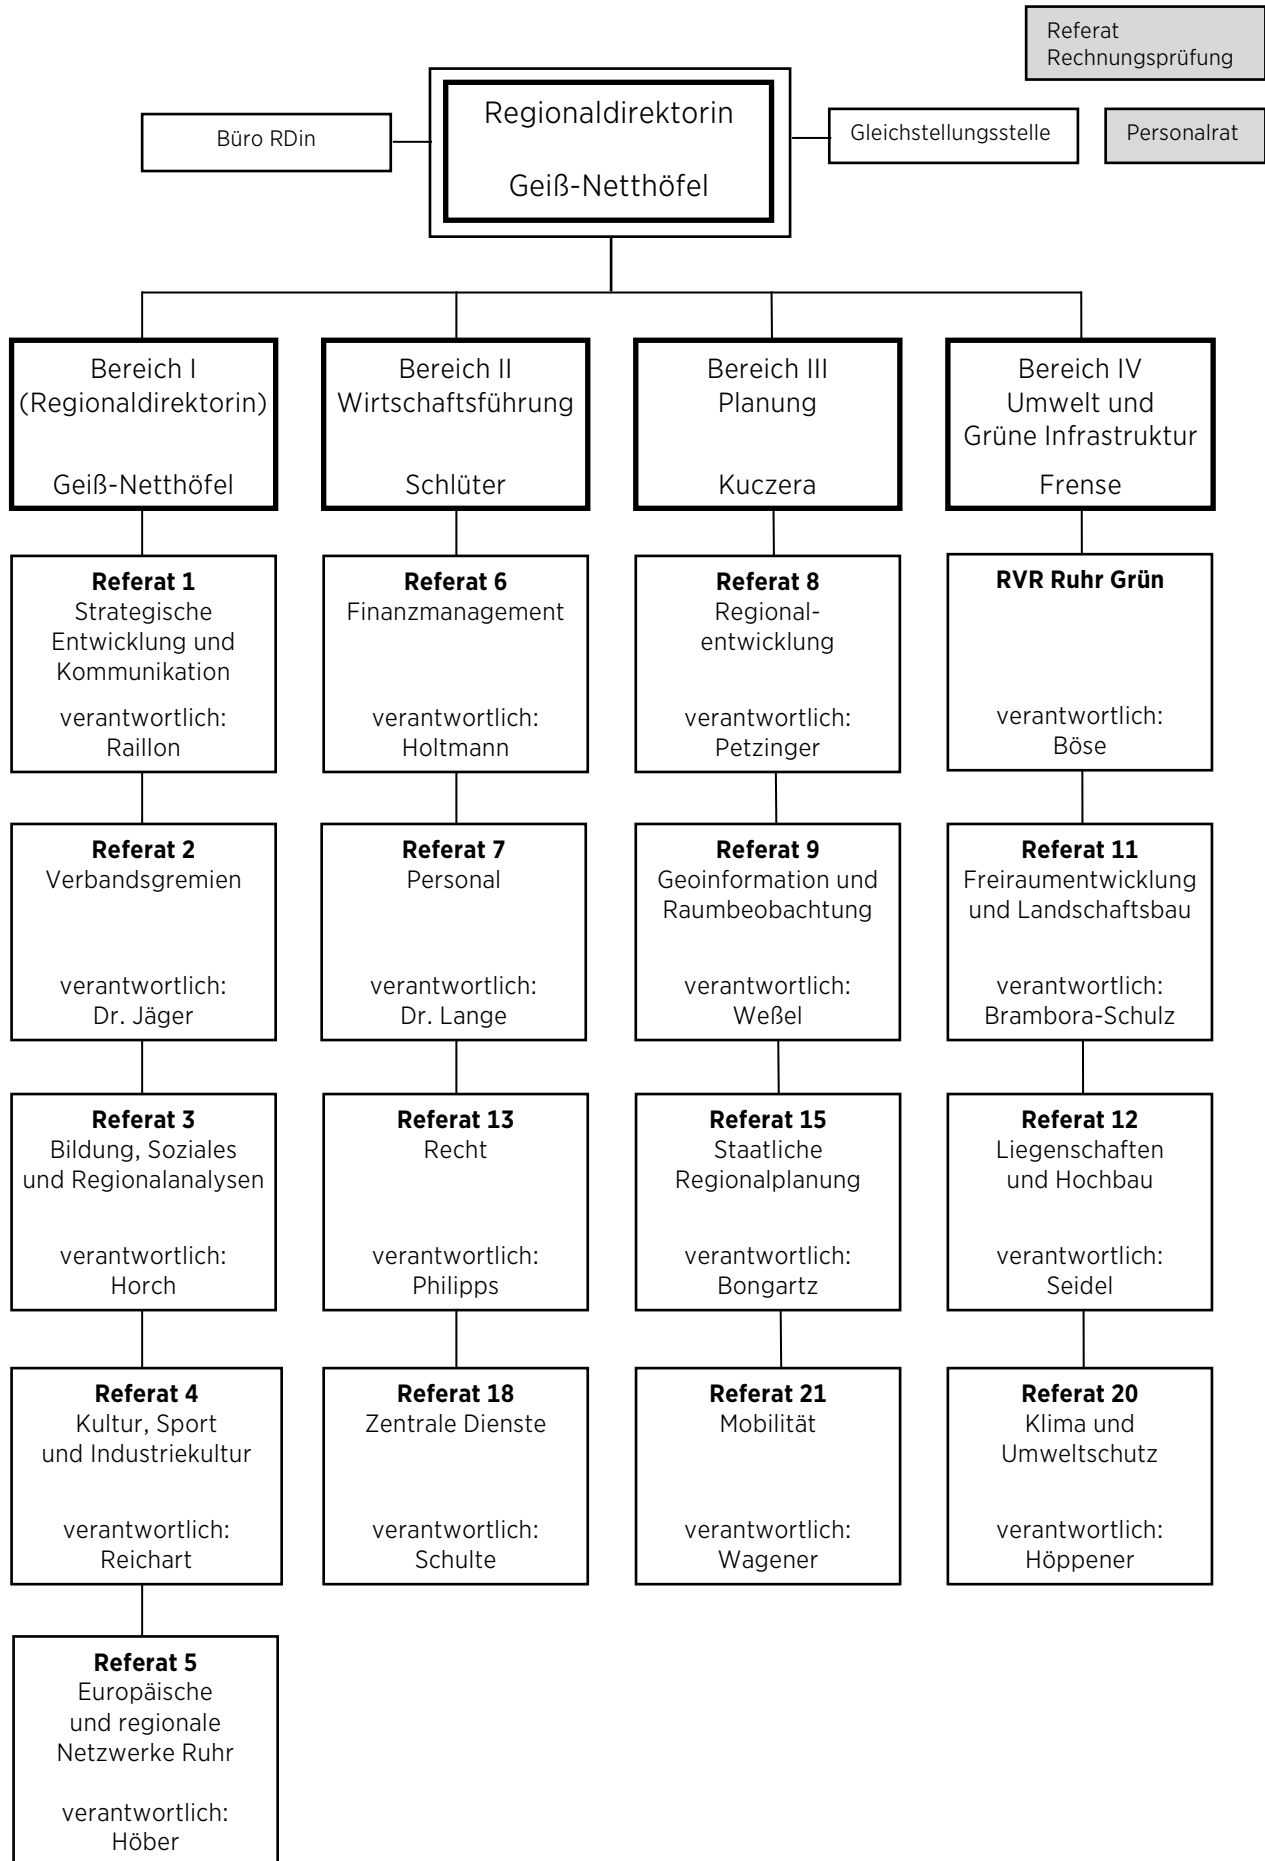 Referat
Rechnungsprüfung
Regionaldirektorin
Geiß-Netthöfel
Büro RDin
Gleichstellungsstelle
Personalrat
Bereich I
(Regionaldirektorin)
Geiß-Netthöfel
Bereich II
Wirtschaftsführung
Schlüter
Bereich III
Planung
Kuczera
Bereich IV
Umwelt und
Grüne Infrastruktur
Frense
Referat 1
Strategische
Entwicklung und
Kommunikation
verantwortlich:
Raillon
Referat 6
Finanzmanagement
verantwortlich:
Holtmann
Referat 8
Regional-
entwicklung
verantwortlich:
Petzinger
RVR Ruhr Grün
verantwortlich:
Böse
Referat 2
Verbandsgremien
verantwortlich:
Dr. Jäger
Referat 7
Personal
verantwortlich:
Dr. Lange
Referat 9
Geoinformation und
Raumbeobachtung
verantwortlich:
Weßel
Referat 11
Freiraumentwicklung
und Landschaftsbau
verantwortlich:
Brambora-Schulz
Referat 3
Bildung, Soziales
und Regionalanalysen
verantwortlich:
Horch
Referat 13
Recht
verantwortlich:
Philipps
Referat 15
Staatliche
Regionalplanung
verantwortlich:
Bongartz
Referat 12
Liegenschaften
und Hochbau
verantwortlich:
Seidel
Referat 4
Kultur, Sport
und Industriekultur
verantwortlich:
Reichart
Referat 18
Zentrale Dienste
verantwortlich:
Schulte
Referat 21
Mobilität
verantwortlich:
Wagener
Referat 20
Klima und
Umweltschutz
verantwortlich:
Höppener
Referat 5
Europäische
und regionale
Netzwerke Ruhr
verantwortlich:
Höber